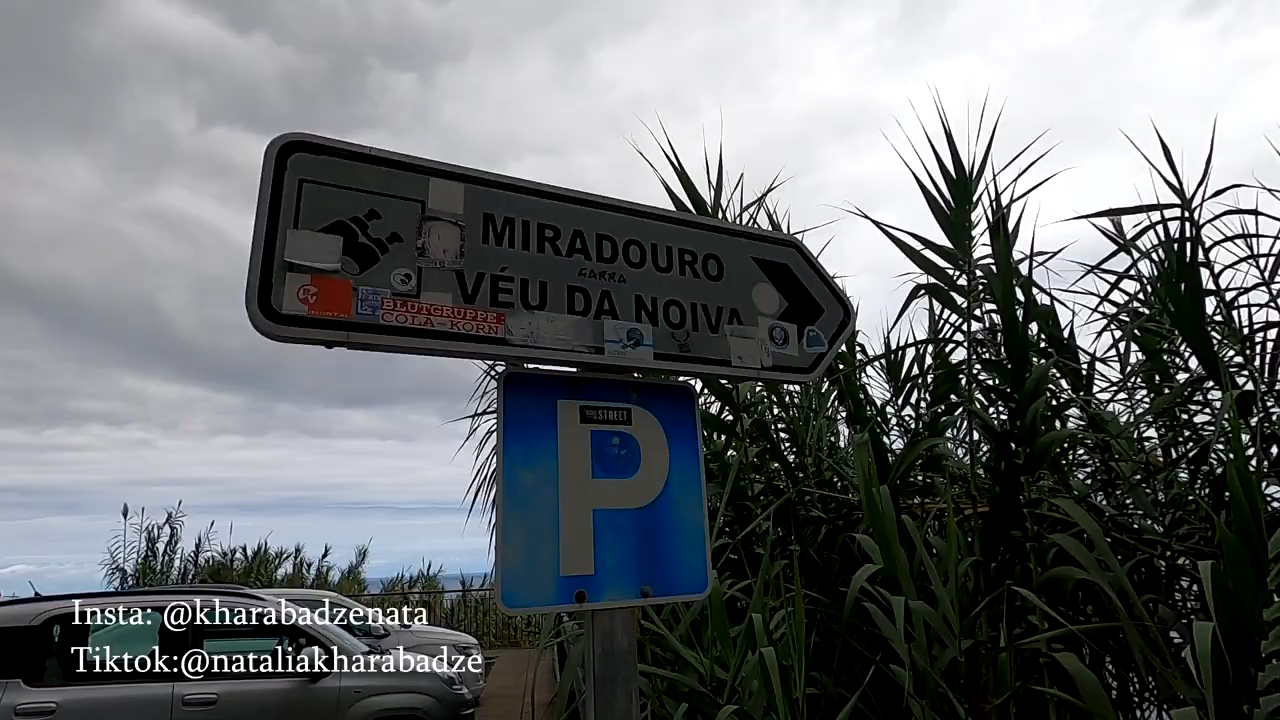 MIRADOURO
GARRA
VÉU DA NOIVA
BLUTGRUPPE:
COLA-KORN
STREET
P
Insta: @kharabadzenata
Tiktok:@nataliakharabadze